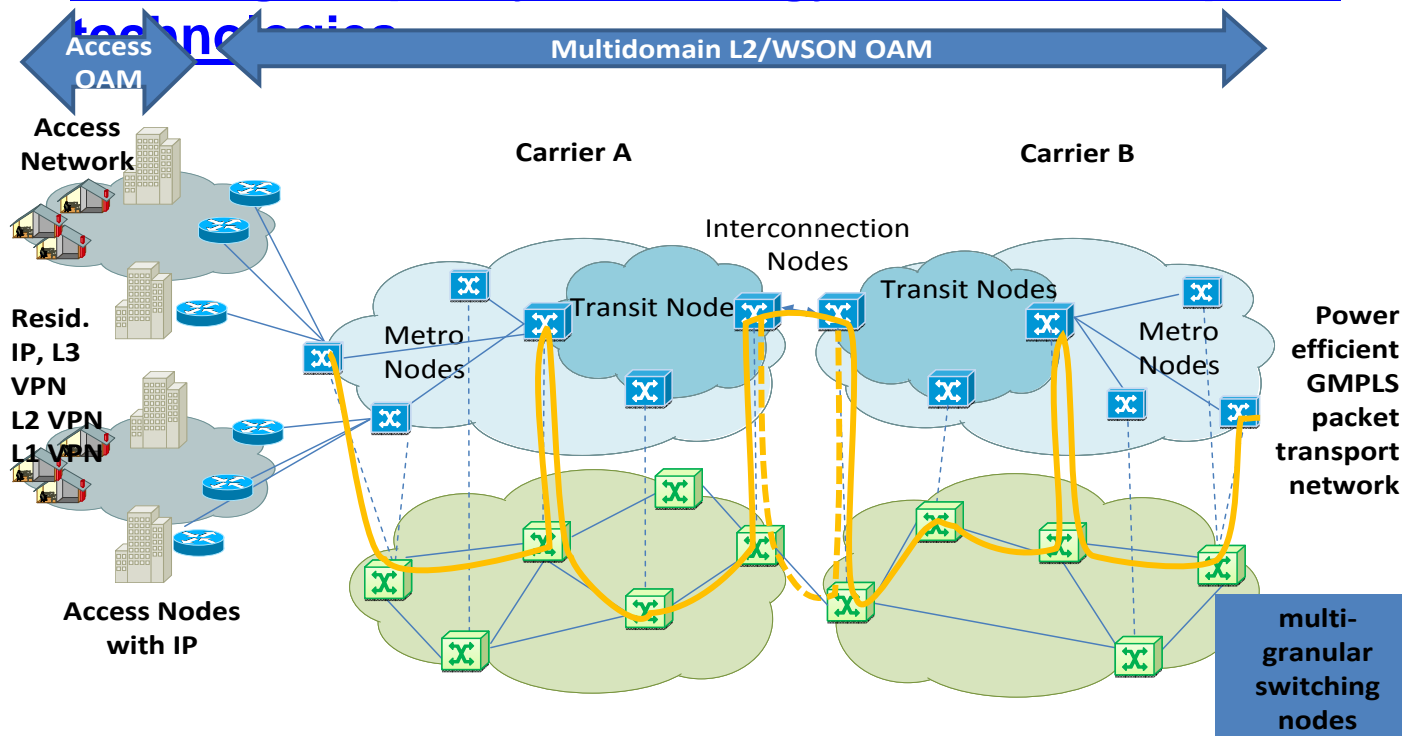 technologies
Access
OAM
Multidomain L2/WSON OAM
Access
Network
Carrier A
Carrier B
Interconnection
Nodes
Transit Node
Transit Nodes
Metro
Nodes
Metro
Nodes
Resid.
IP, L3
VPN
L2 VPN
L1 VPN
Power
efficient
GMPLS
packet
transport
network
Access Nodes
with IP
multi-
granular
switching
nodes